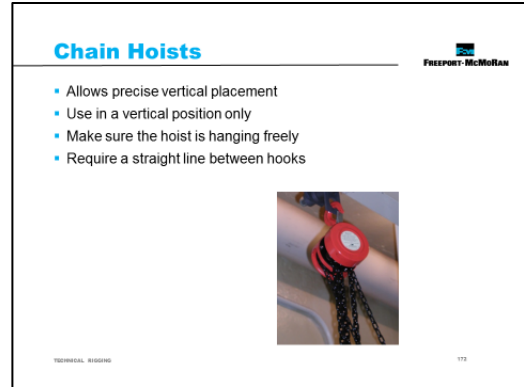 Chain Hoists
FREEPORT-MCMORAN
Allows precise vertical placement
Use in a vertical position only
Make sure the hoist is hanging freely
Require a straight line between hooks
TECHNICAL RIGGING